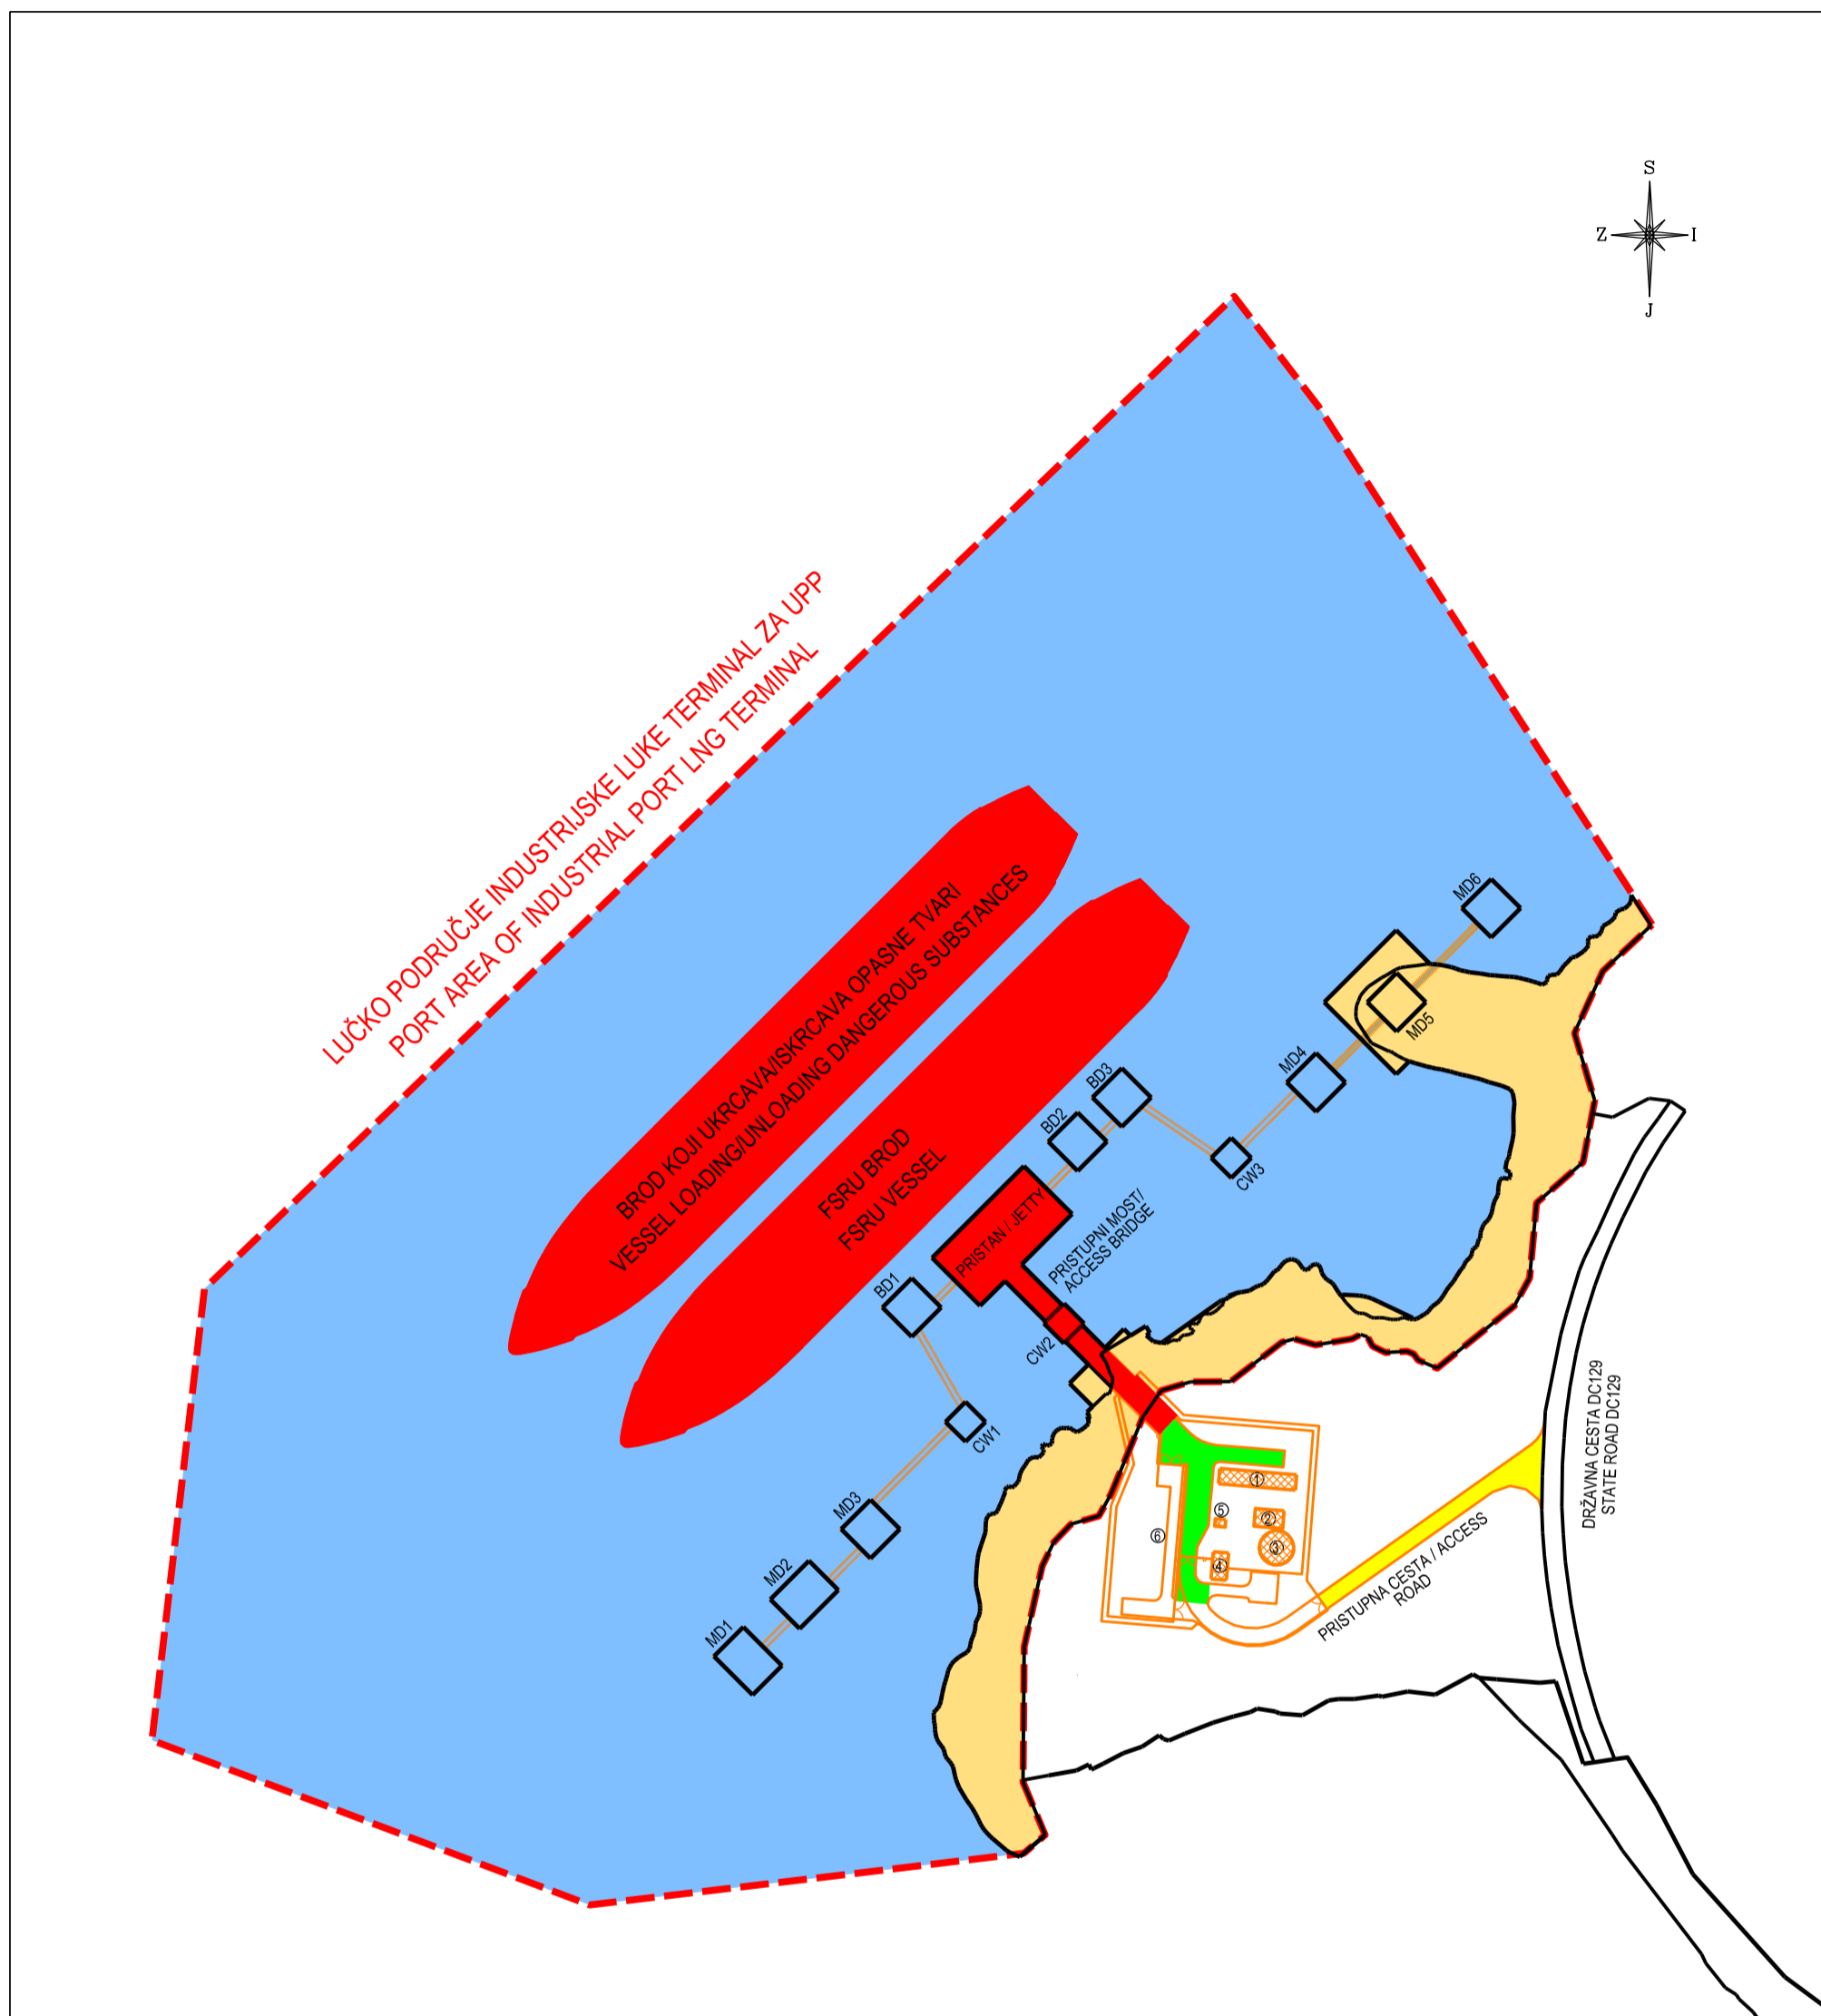 S
Z
I
J
LUČKO PODRUČJE INDUSTRIJSKE LUKE TERMINAL ZA UPP
PORT AREA OF INDUSTRIAL PORT LNG TERMINAL
BROD KOJI UKRCAVA/ISKRCAVA OPASNE TVARI
VESSEL LOADING/UNLOADING DANGEROUS SUBSTANCES
FSRU BROD
FSRU VESSEL
MD6
MD5
MD4
BD3
BD2
CW3
PRISTAN / JETTY
PRISTUPNI MOST/
ACCESS BRIDGE
BD1
CW2
CW1
MD3
MD2
MD1
1
2
3
4
5
6
PRISTUPNA CESTA / ACCESS
ROAD
DRŽAVNA CESTA DC129
STATE ROAD DC129